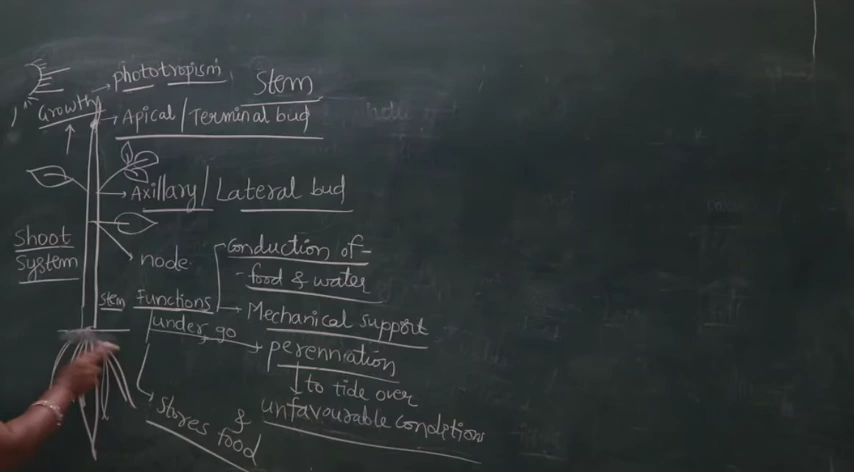 phototropism
Stem
Growth
Apical/Terminal bud
Axillary/Lateral bud
Shoot
System
node
Conduction of-
- food & water
Stem Functions
Mechanical support
under go
perenniation
to tide over
&
unfavourable condition
Stores food